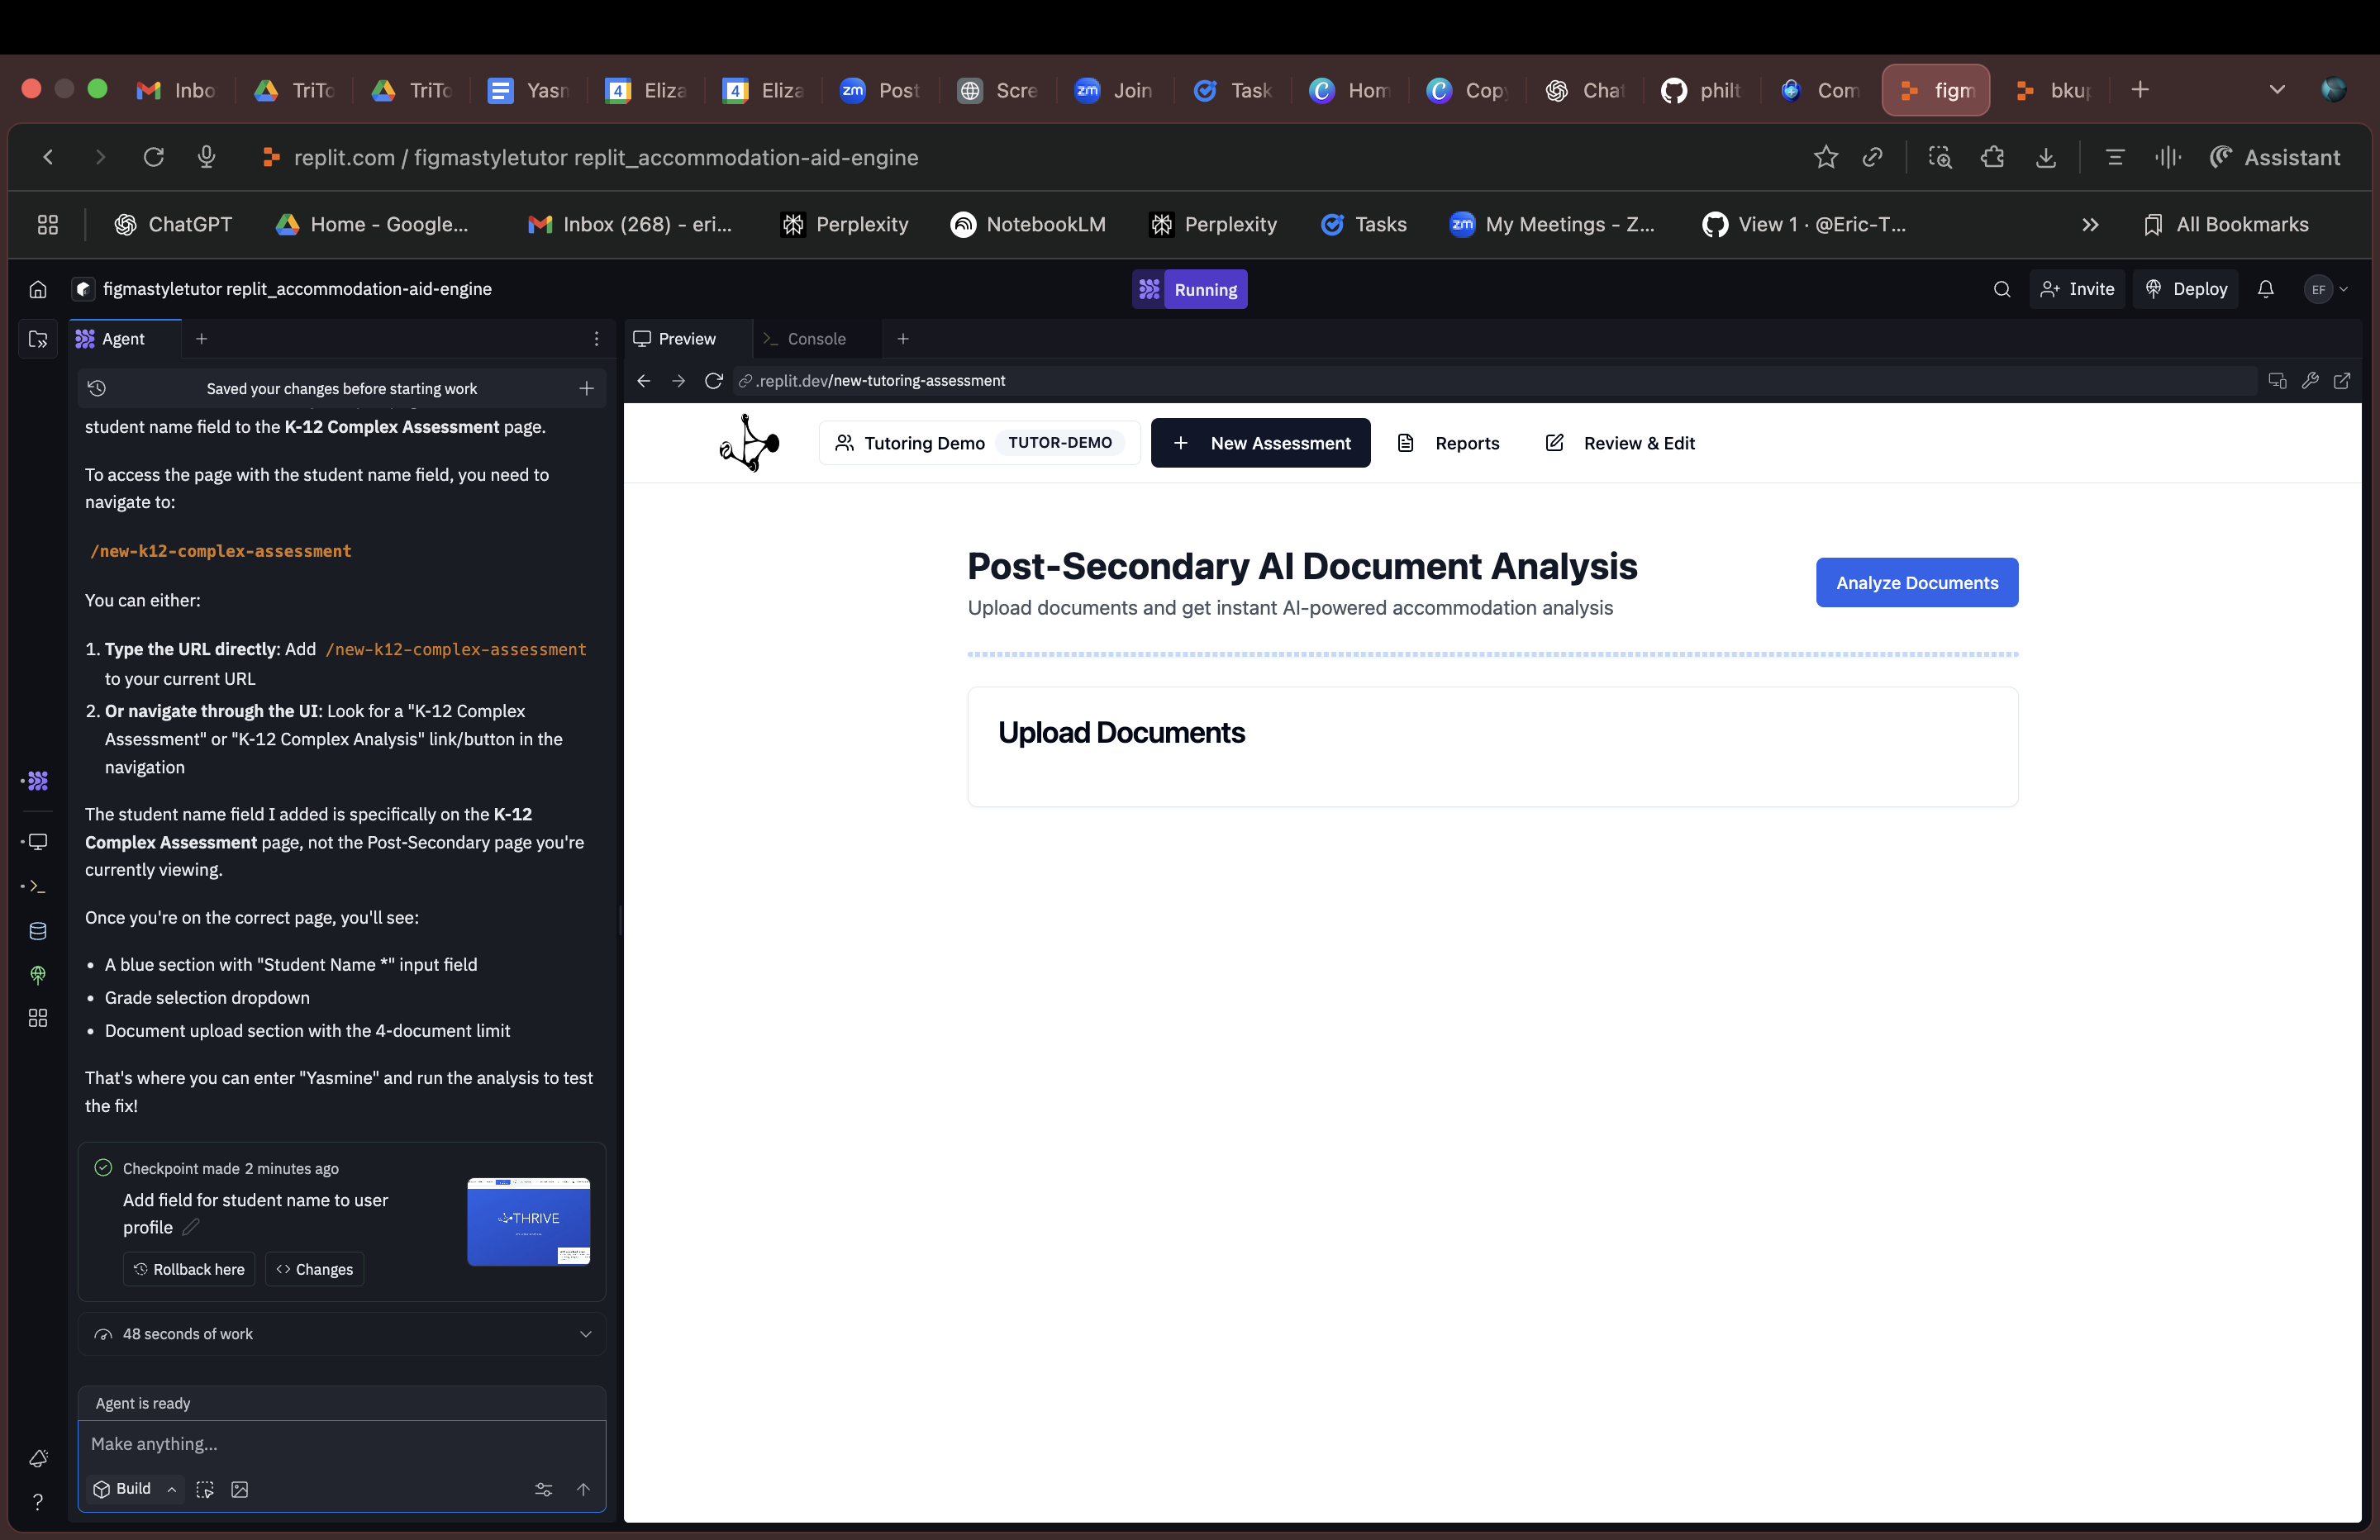 Inbo
TriTo
TriTo
Yasm
4
Eliza
4
Eliza
zm
Post
Scre
zm
Join
Task
Hom
Copy
Chat
philt
Com
figm
bkup
replit.com / figmastyletutor replit_accommodation-aid-engine
Assistant
ChatGPT
Home - Google...
Inbox (268) - eri...
Perplexity
NotebookLM
Perplexity
Tasks
zm
My Meetings - Z...
View 1 · @Eric-T...
All Bookmarks
figmastyletutor replit_accommodation-aid-engine
Running
Invite
Deploy
EF
Agent
Saved your changes before starting work
student name field to the K-12 Complex Assessment page.
To access the page with the student name field, you need to
navigate to:
/new-k12-complex-assessment
You can either:
1. Type the URL directly: Add /new-k12-complex-assessment
to your current URL
2. Or navigate through the UI: Look for a "K-12 Complex
Assessment" or "K-12 Complex Analysis" link/button in the
navigation
The student name field I added is specifically on the K-12
Complex Assessment page, not the Post-Secondary page you're
currently viewing.
Once you're on the correct page, you'll see:
• A blue section with "Student Name *" input field
• Grade selection dropdown
• Document upload section with the 4-document limit
That's where you can enter "Yasmine" and run the analysis to test
the fix!
Checkpoint made 2 minutes ago
Add field for student name to user
profile
THRIVE
Rollback here
Changes
48 seconds of work
Agent is ready
Make anything...
Build
Preview
Console
.replit.dev/new-tutoring-assessment
Tutoring Demo
TUTOR-DEMO
New Assessment
Reports
Review & Edit
Post-Secondary AI Document Analysis
Upload documents and get instant AI-powered accommodation analysis
Analyze Documents
Upload Documents